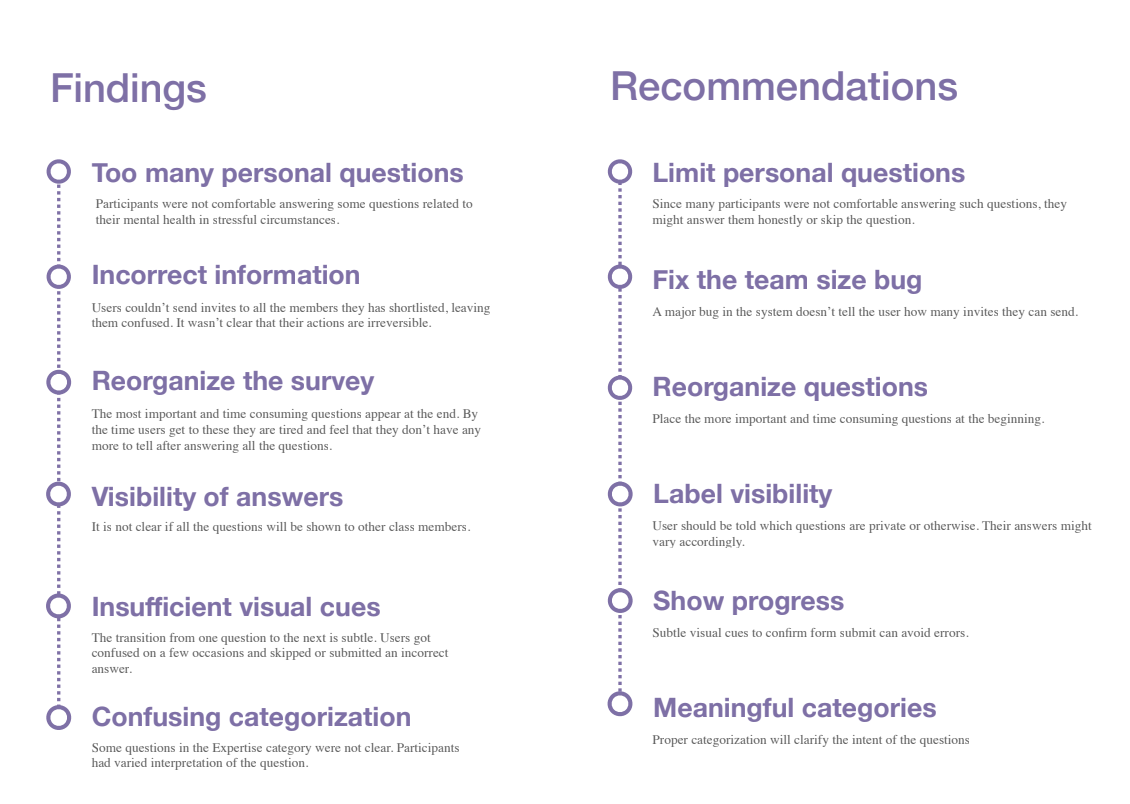 Findings
Too many personal questions
Participants were not comfortable answering some questions related to
their mental health in stressful circumstances.
Incorrect information
Users couldn’t send invites to all the members they has shortlisted, leaving
them confused. It wasn’t clear that their actions are irreversible.
Reorganize the survey
The most important and time consuming questions appear at the end. By
the time users get to these they are tired and feel that they don’t have any
more to tell after answering all the questions.
Visibility of answers
It is not clear if all the questions will be shown to other class members.
Insufficient visual cues
The transition from one question to the next is subtle. Users got
confused on a few occasions and skipped or submitted an incorrect
answer.
Confusing categorization
Some questions in the Expertise category were not clear. Participants
had varied interpretation of the question.
Recommendations
Limit personal questions
Since many participants were not comfortable answering such questions, they
might answer them honestly or skip the question.
Fix the team size bug
A major bug in the system doesn’t tell the user how many invites they can send.
Reorganize questions
Place the more important and time consuming questions at the beginning.
Label visibility
User should be told which questions are private or otherwise. Their answers might
vary accordingly.
Show progress
Subtle visual cues to confirm form submit can avoid errors.
Meaningful categories
Proper categorization will clarify the intent of the questions